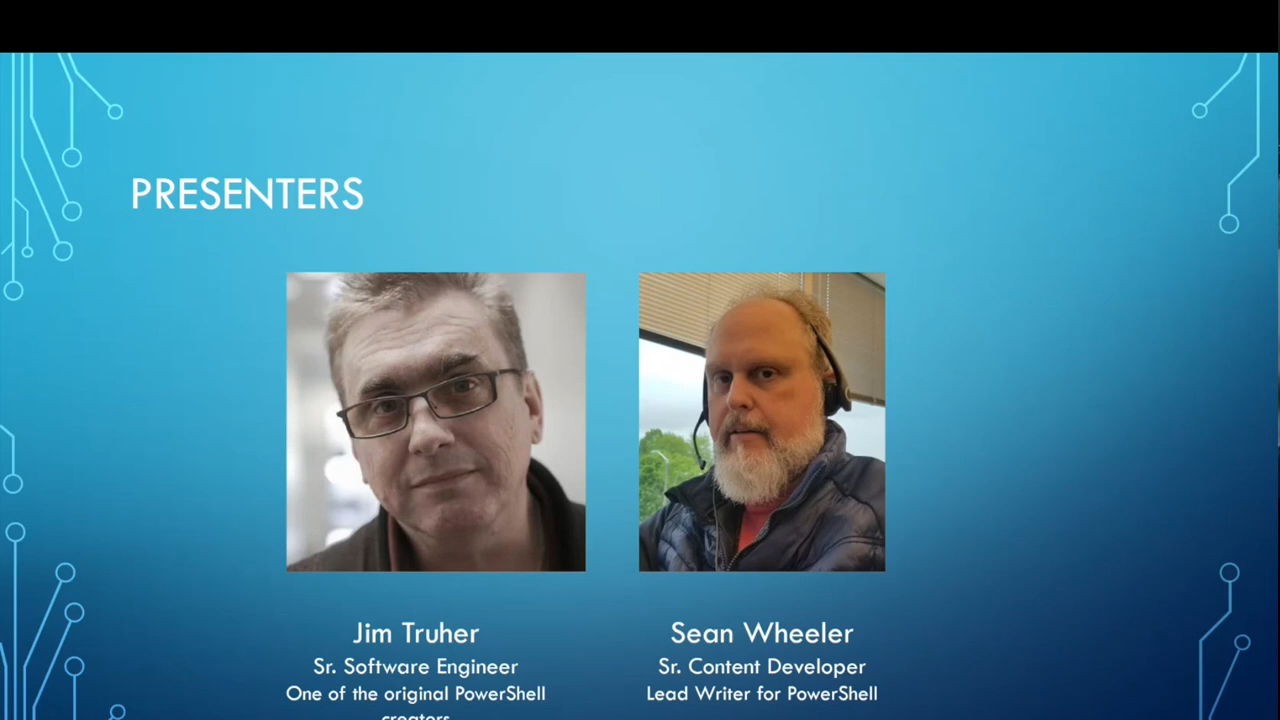 PRESENTERS
Jim Truher
Sr. Software Engineer
One of the original PowerShell
creators
Sean Wheeler
Sr. Content Developer
Lead Writer for PowerShell